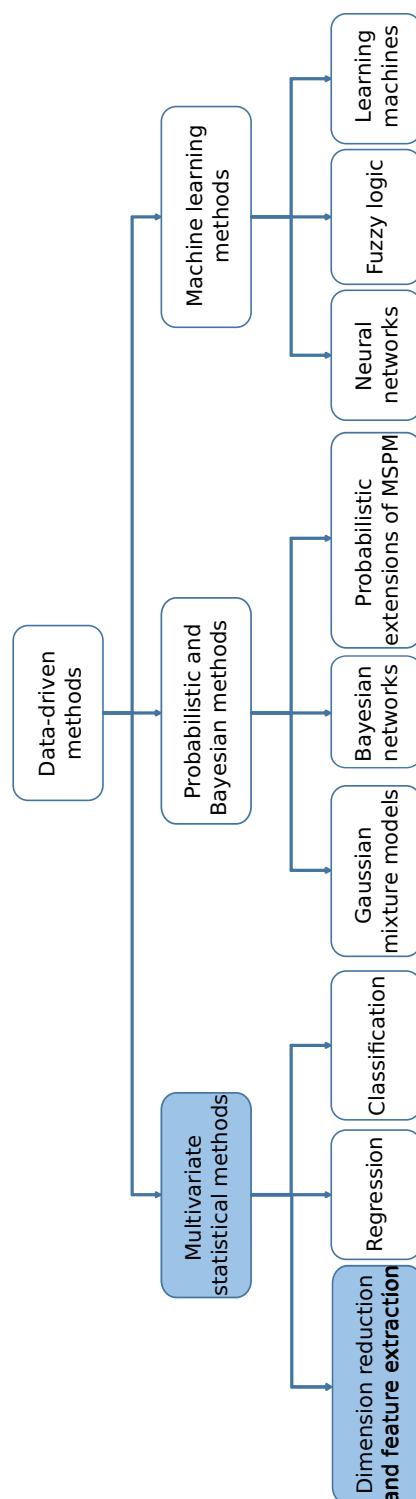 Data-driven
methods
Multivariate
statistical methods
Probabilistic and
Bayesian methods
Machine learning
methods
Dimension reduction
and feature extraction
Regression
Classification
Gaussian
mixture models
Bayesian
networks
Probabilistic
extensions of MSPM
Neural
networks
Fuzzy logic
Learning
machines